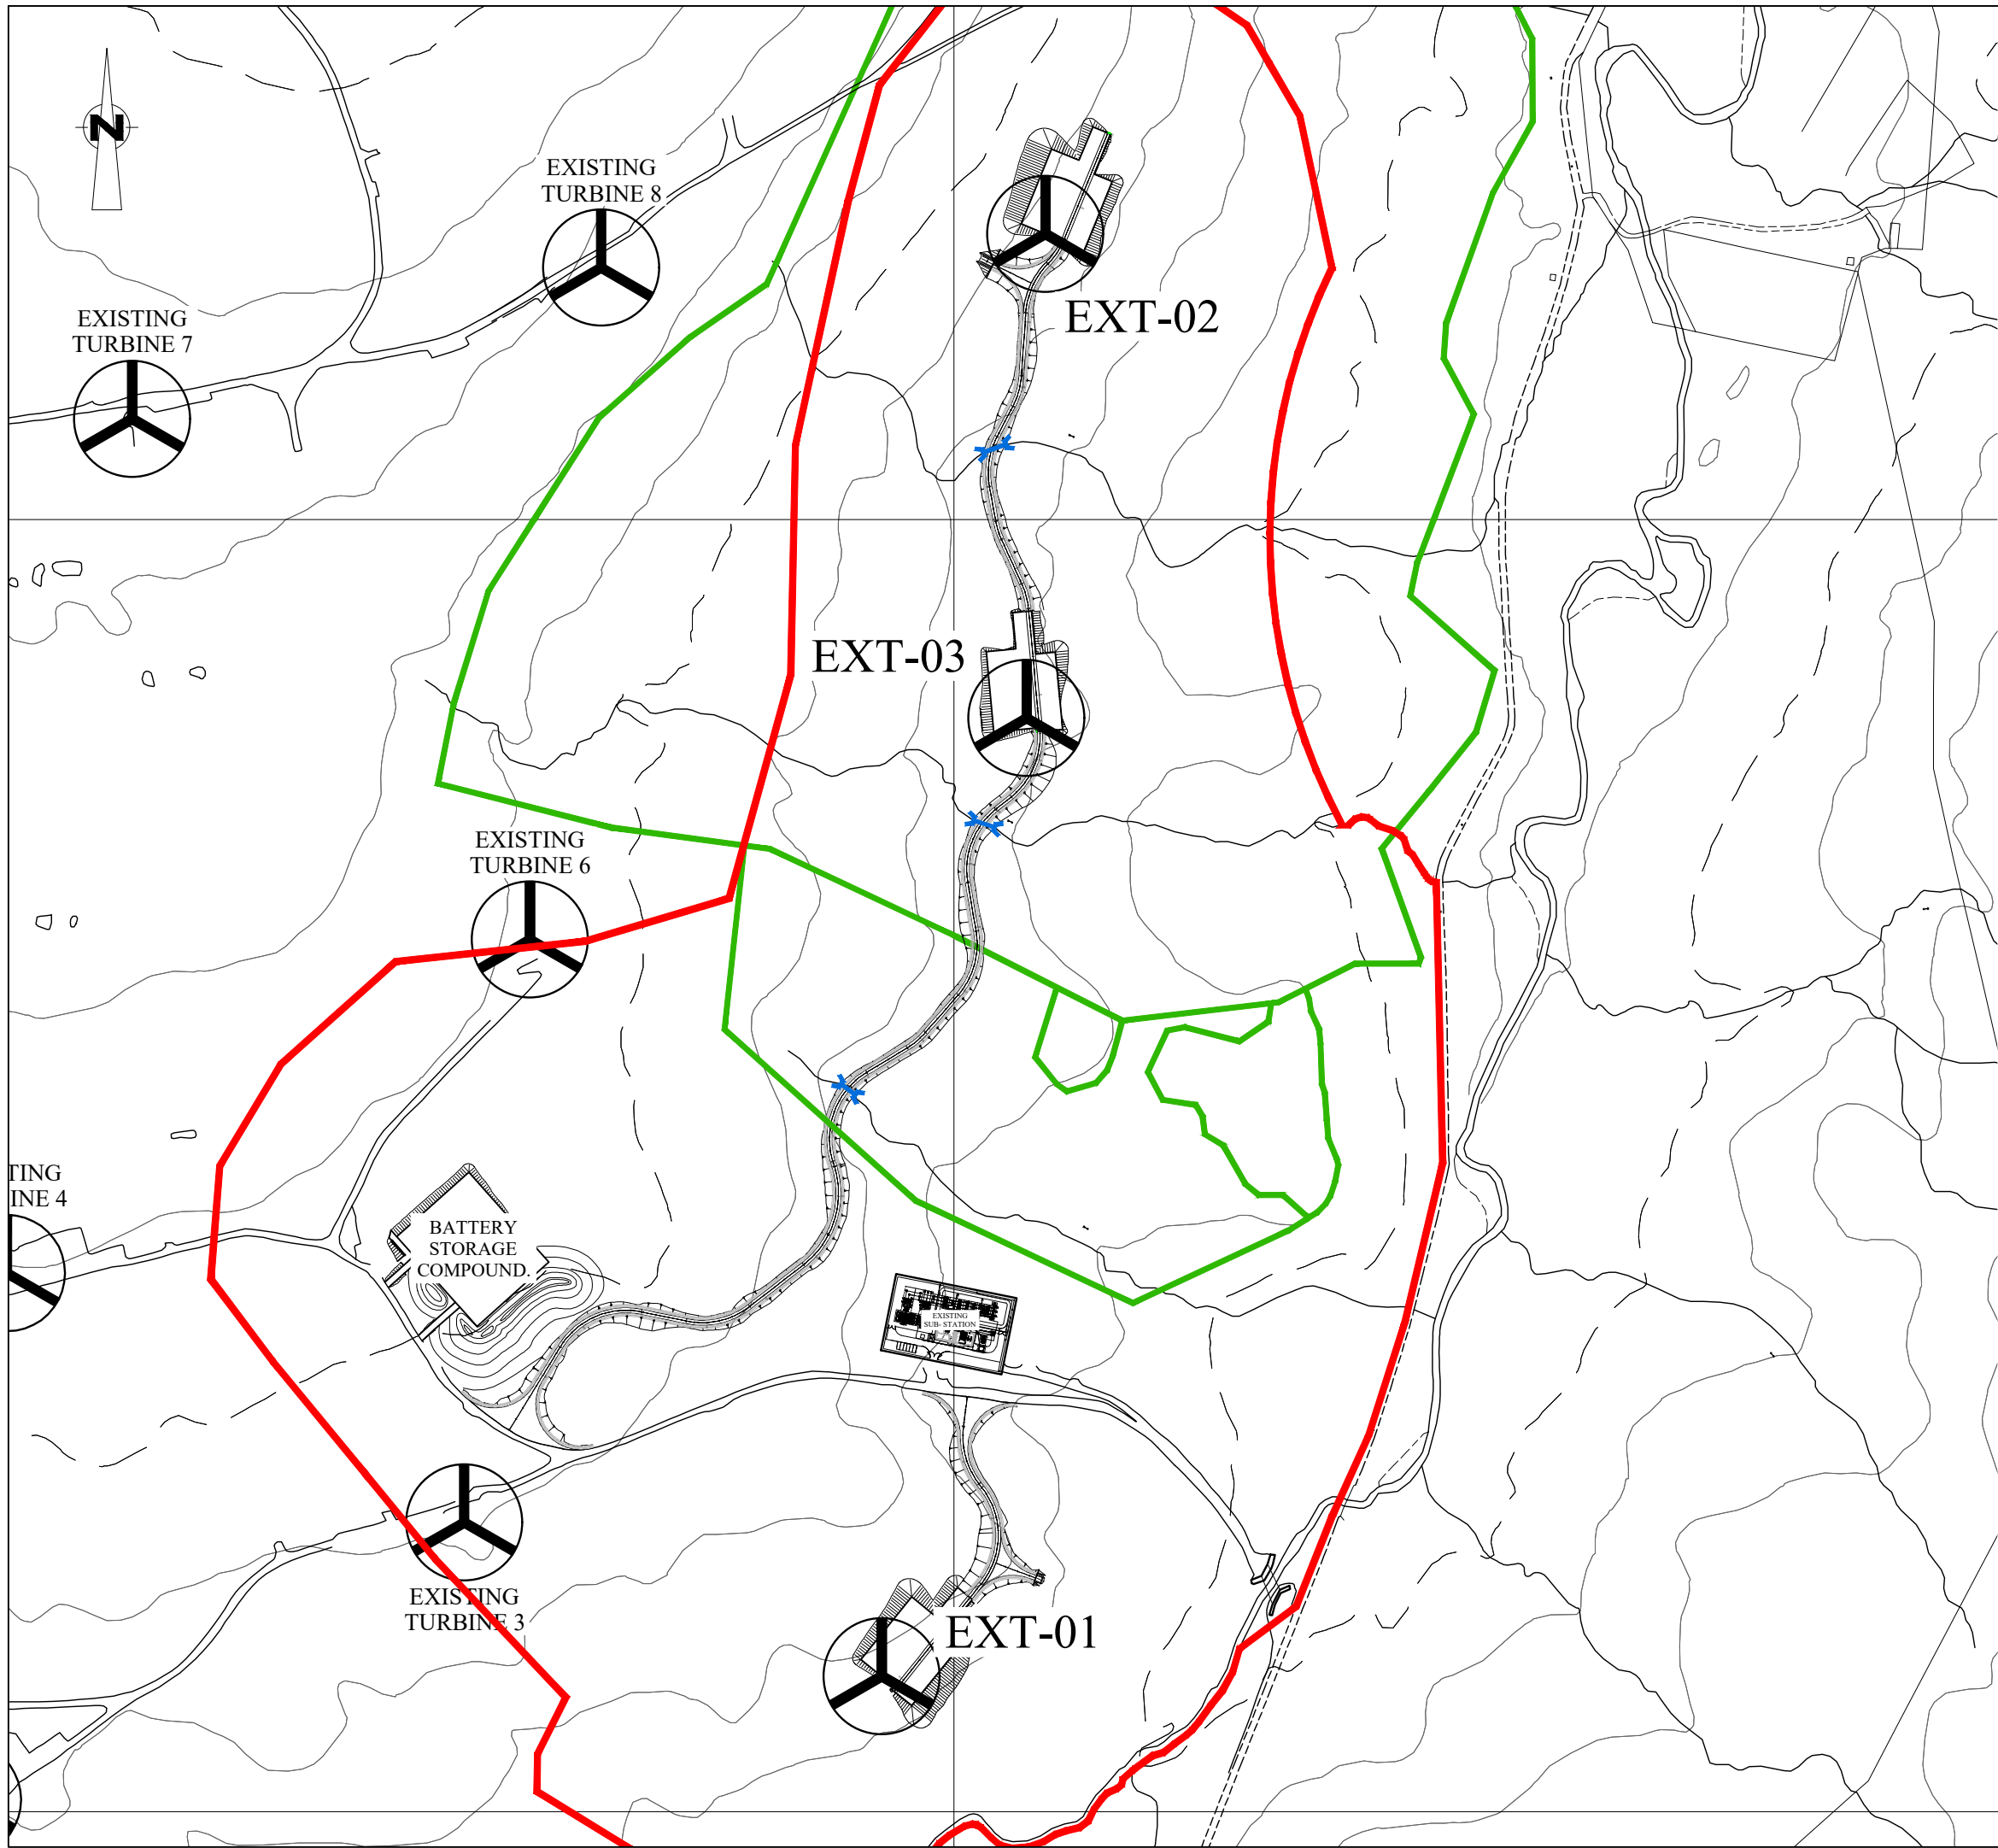 N
EXISTING
TURBINE 8
EXT-02
EXISTING
TURBINE 7
EXT-03
EXISTING
TURBINE 6
TING
INE 4
BATTERY
STORAGE
COMPOUND.
EXISTING
SUB- STATION
EXISTING
TURBINE 3
EXT-01